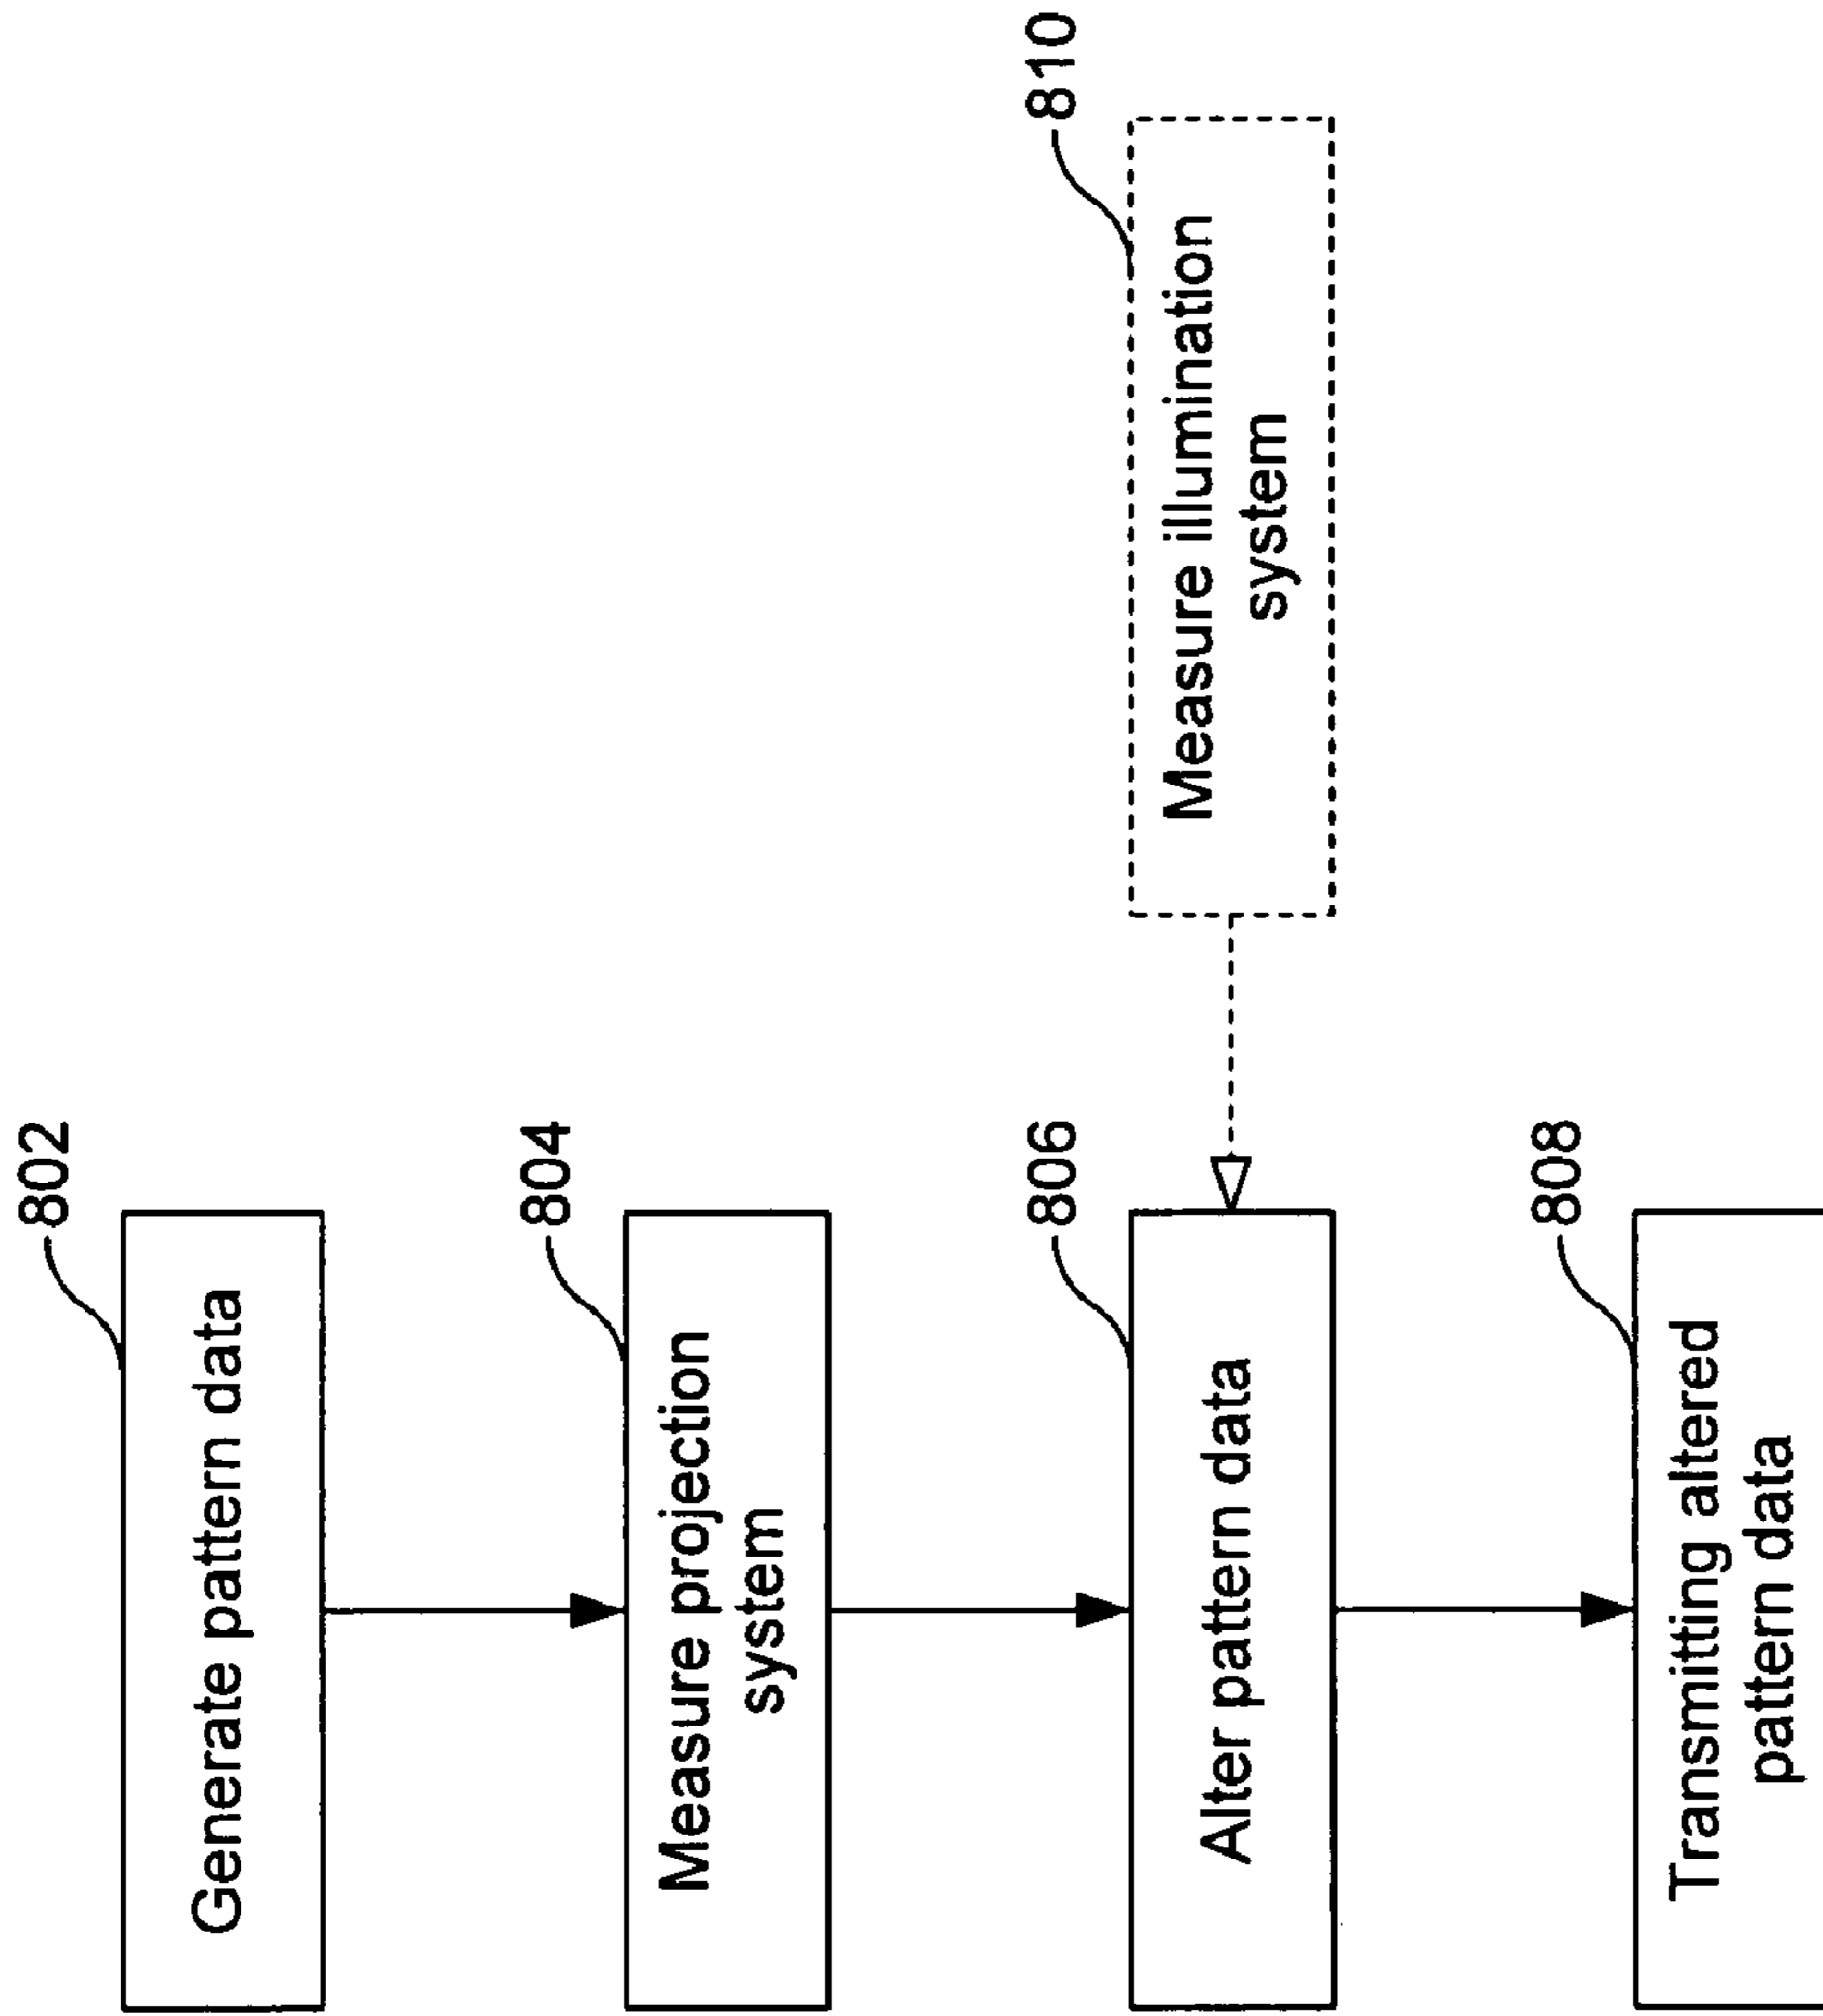 802
Generate pattern data
804
Measure projection
system
806
Alter pattern data
808
Transmitting altered
pattern data
810
Measure illumination
system